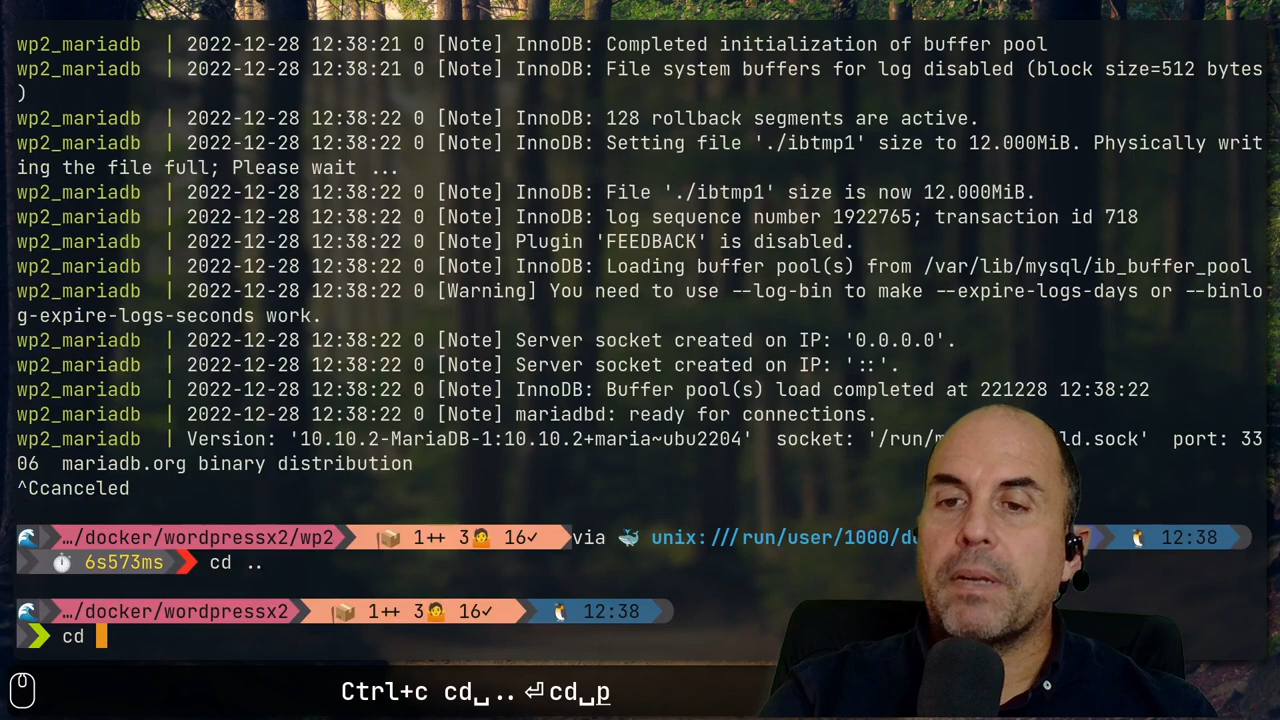 wp2_mariadb  | 2022-12-28 12:38:21 0 [Note] InnoDB: Completed initialization of buffer pool
wp2_mariadb  | 2022-12-28 12:38:21 0 [Note] InnoDB: File system buffers for log disabled (block size=512 bytes
)
wp2_mariadb  | 2022-12-28 12:38:22 0 [Note] InnoDB: 128 rollback segments are active.
wp2_mariadb  | 2022-12-28 12:38:22 0 [Note] InnoDB: Setting file './ibtmp1' size to 12.000MiB. Physically writ
ing the file full; Please wait ...
wp2_mariadb  | 2022-12-28 12:38:22 0 [Note] InnoDB: File './ibtmp1' size is now 12.000MiB.
wp2_mariadb  | 2022-12-28 12:38:22 0 [Note] InnoDB: log sequence number 1922765; transaction id 718
wp2_mariadb  | 2022-12-28 12:38:22 0 [Note] Plugin 'FEEDBACK' is disabled.
wp2_mariadb  | 2022-12-28 12:38:22 0 [Note] InnoDB: Loading buffer pool(s) from /var/lib/mysql/ib_buffer_pool
wp2_mariadb  | 2022-12-28 12:38:22 0 [Warning] You need to use --log-bin to make --expire-logs-days or --binlo
g-expire-logs-seconds work.
wp2_mariadb  | 2022-12-28 12:38:22 0 [Note] Server socket created on IP: '0.0.0.0'.
wp2_mariadb  | 2022-12-28 12:38:22 0 [Note] Server socket created on IP: '::'.
wp2_mariadb  | 2022-12-28 12:38:22 0 [Note] InnoDB: Buffer pool(s) load completed at 221228 12:38:22
wp2_mariadb  | 2022-12-28 12:38:22 0 [Note] mariadbd: ready for connections.
wp2_mariadb  | Version: '10.10.2-MariaDB-1:10.10.2+maria~ubu2204'  socket: '/run/m ld.sock'  port: 33
06  mariadb.org binary distribution
^Ccanceled
🌊 …/docker/wordpressx2/wp2 📦 1++ 3🤷 16✓ via 🐳 unix:///run/user/1000/d 🐧 12:38
⏱ 6s573ms cd ..
🌊 …/docker/wordpressx2 📦 1++ 3🤷 16✓ 🐧 12:38
cd
Ctrl+c cd␣..⏎cd␣p